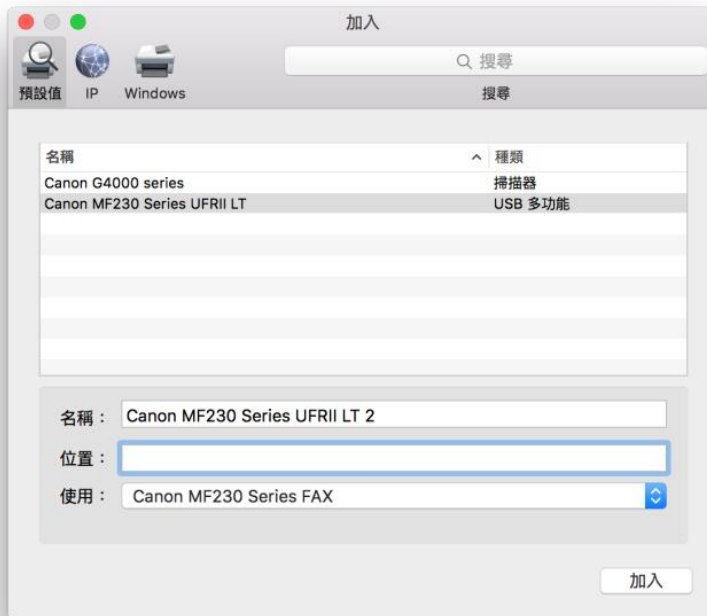 加入
預設值 IP Windows
搜尋
搜尋
名稱 種類
Canon G4000 series 掃描器
Canon MF230 Series UFRII LT USB 多功能
名稱： Canon MF230 Series UFRII LT 2
位置：
使用： Canon MF230 Series FAX
加入